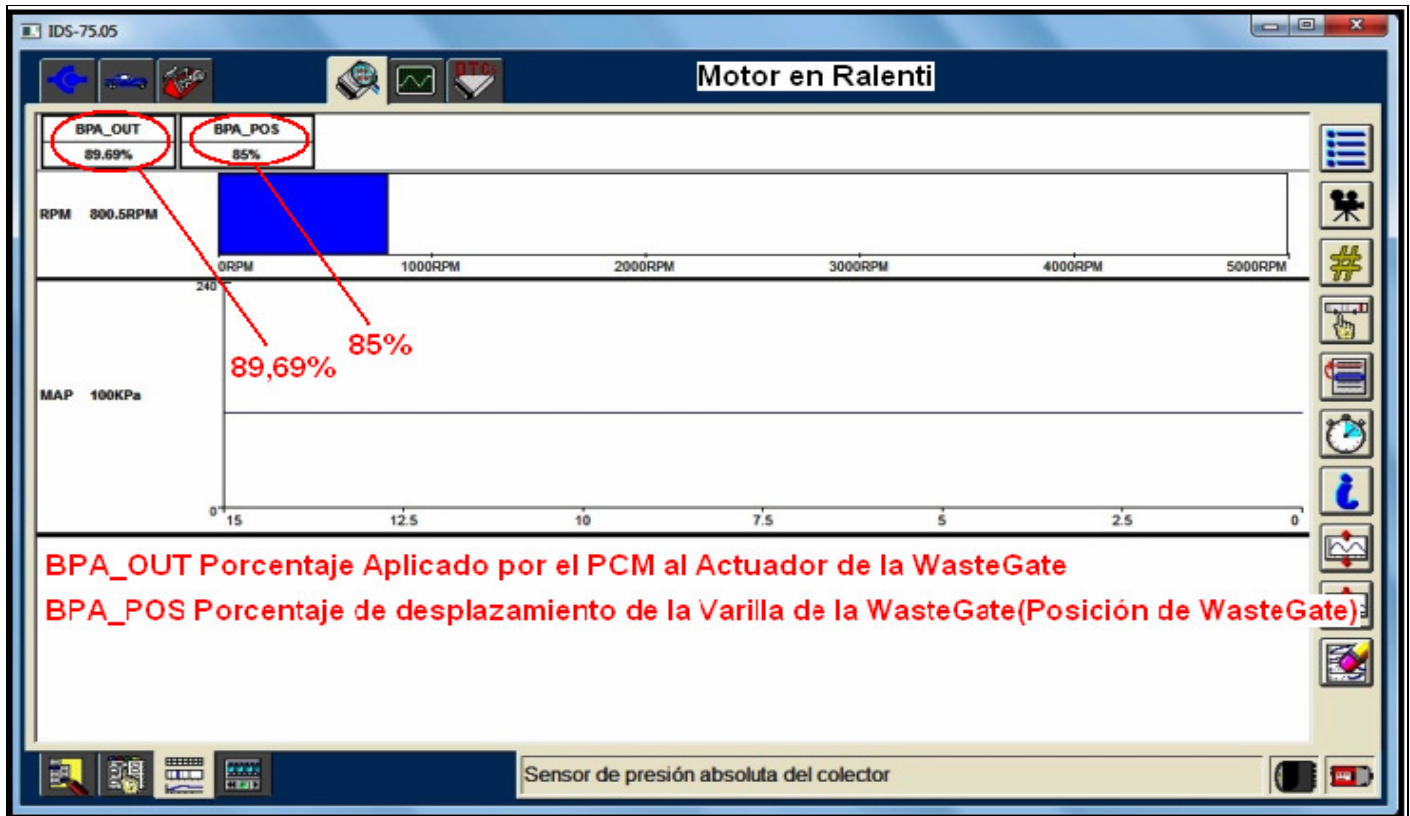 IDS-75.05
DTCs
Motor en Ralenti
BPA_OUT BPA_POS
89.69% 85%
RPM 800.5RPM
0RPM 1000RPM 2000RPM 3000RPM 4000RPM 5000RPM
240
85%
89,69%
MAP 100KPa
0
15 12.5 10 7.5 5 2.5 0
BPA_OUT Porcentaje Aplicado por el PCM al Actuador de la WasteGate
BPA_POS Porcentaje de desplazamiento de la Varilla de la WasteGate(Posición de WasteGate)
Sensor de presión absoluta del colector